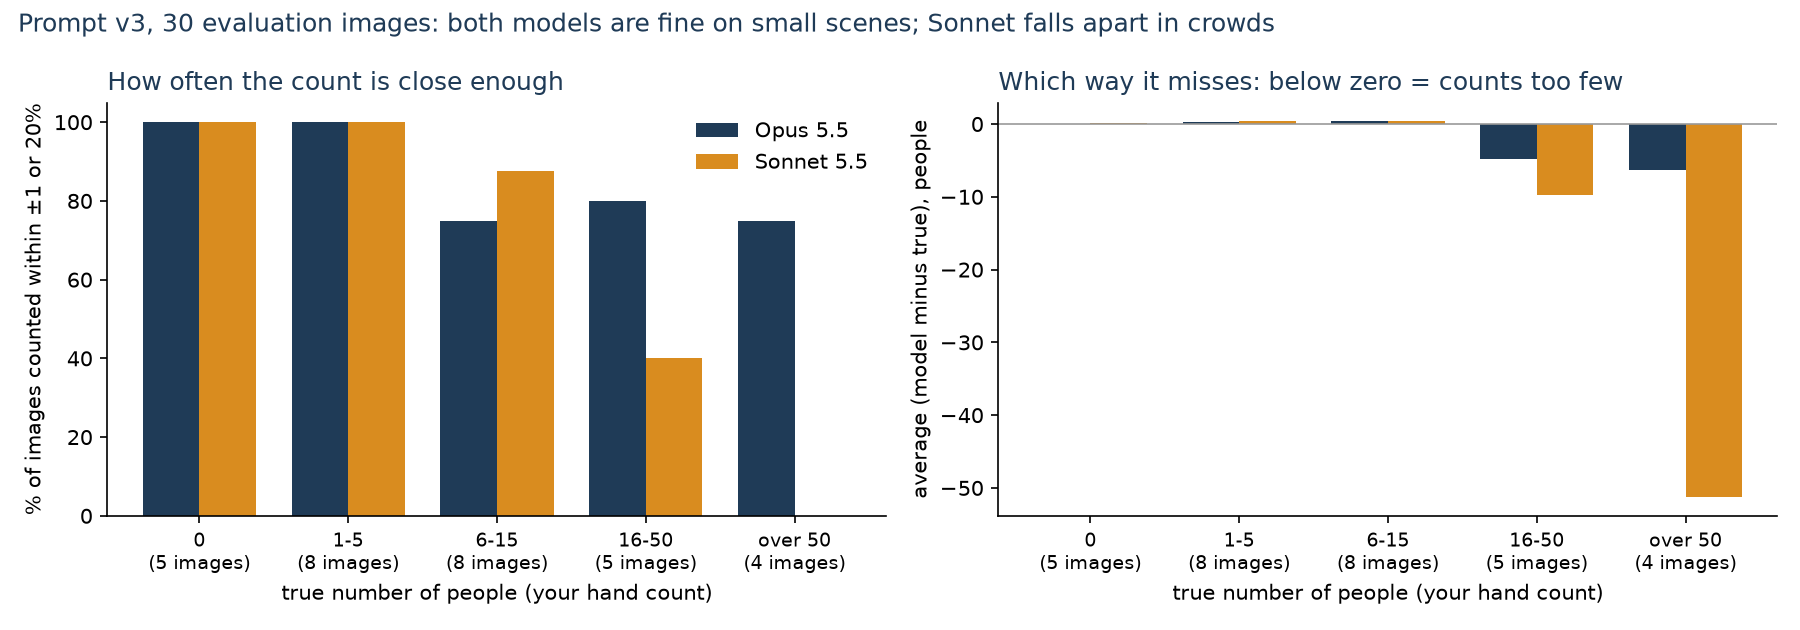 Prompt v3, 30 evaluation images: both models are fine on small scenes; Sonnet falls apart in crowds
How often the count is close enough
% of images counted within ±1 or 20%
100
80
60
40
20
0
Opus 5.5
Sonnet 5.5
0
(5 images)
1-5
(8 images)
6-15
(8 images)
16-50
(5 images)
over 50
(4 images)
true number of people (your hand count)
Which way it misses: below zero = counts too few
average (model minus true), people
0
−10
−20
−30
−40
−50
0
(5 images)
1-5
(8 images)
6-15
(8 images)
16-50
(5 images)
over 50
(4 images)
true number of people (your hand count)